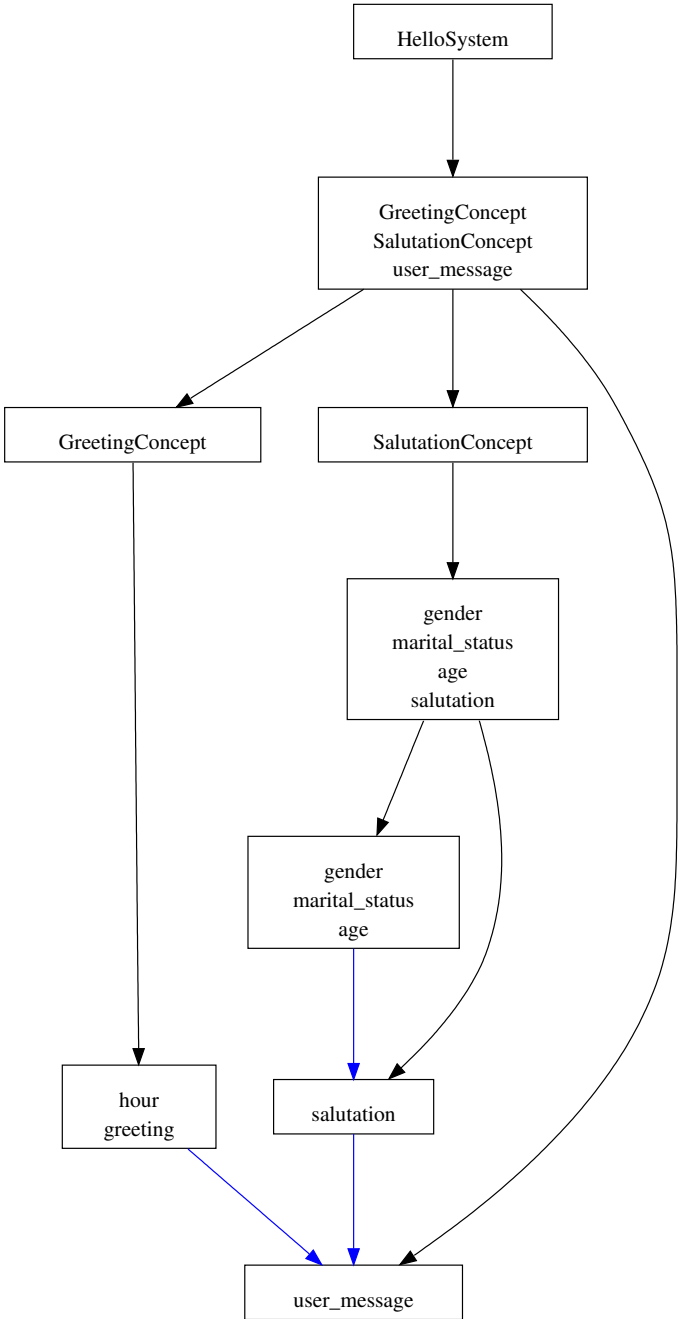 HelloSystem
GreetingConcept
SalutationConcept
user_message
GreetingConcept
SalutationConcept
gender
marital_status
age
salutation
gender
marital_status
age
hour
greeting
salutation
user_message